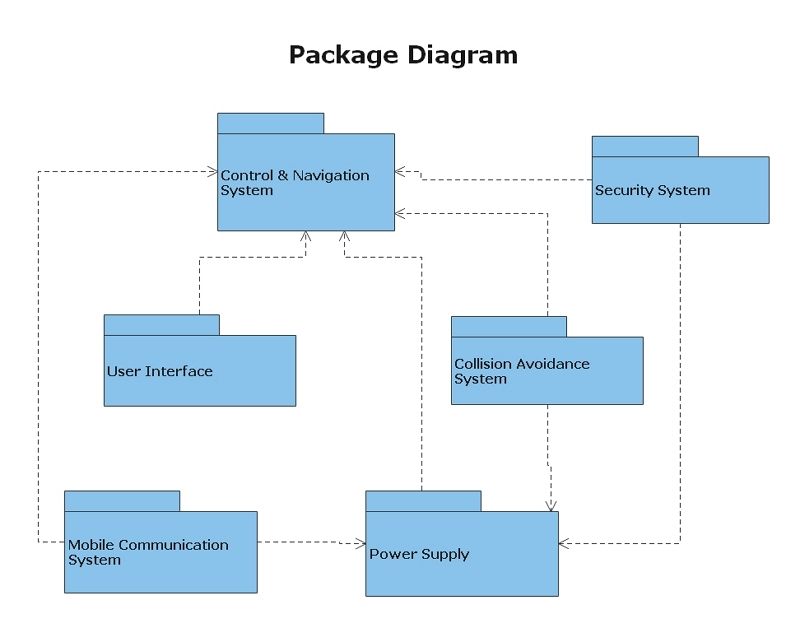 Package Diagram
Control & Navigation
System
Security System
User Interface
Collision Avoidance
System
Mobile Communication
System
Power Supply